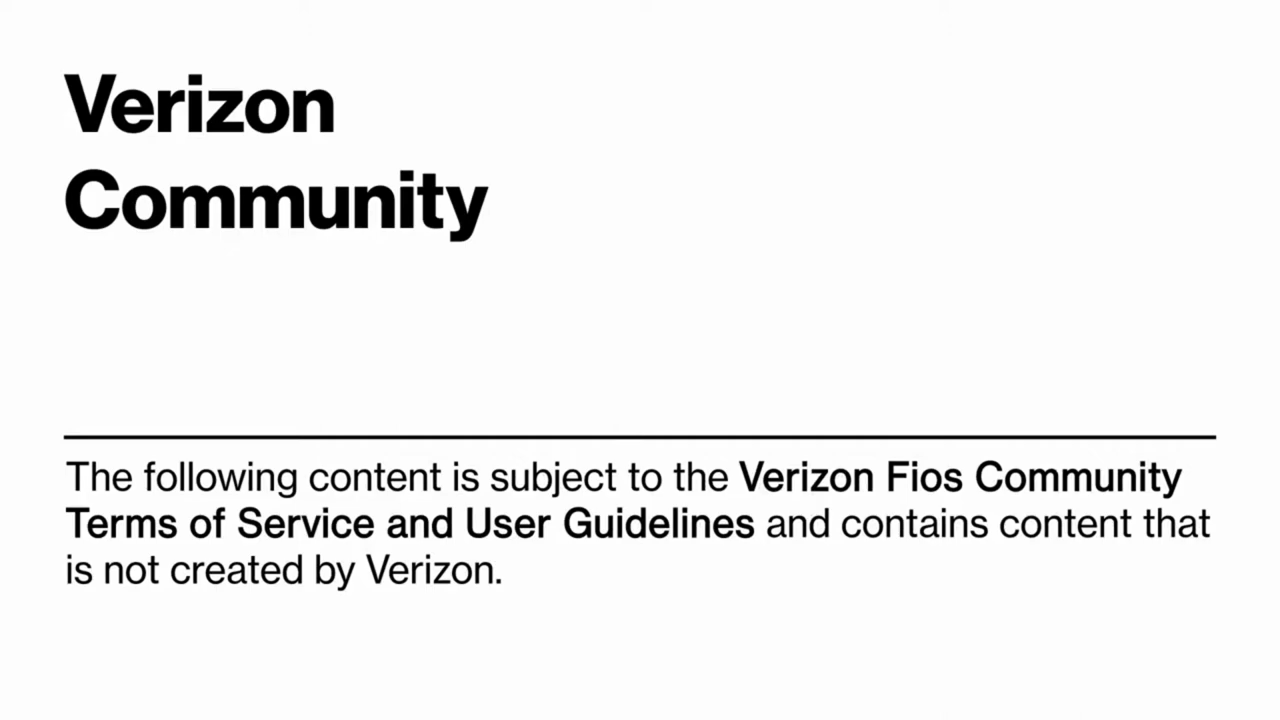 Verizon
Community
The following content is subject to the Verizon Fios Community
Terms of Service and User Guidelines and contains content that
is not created by Verizon.